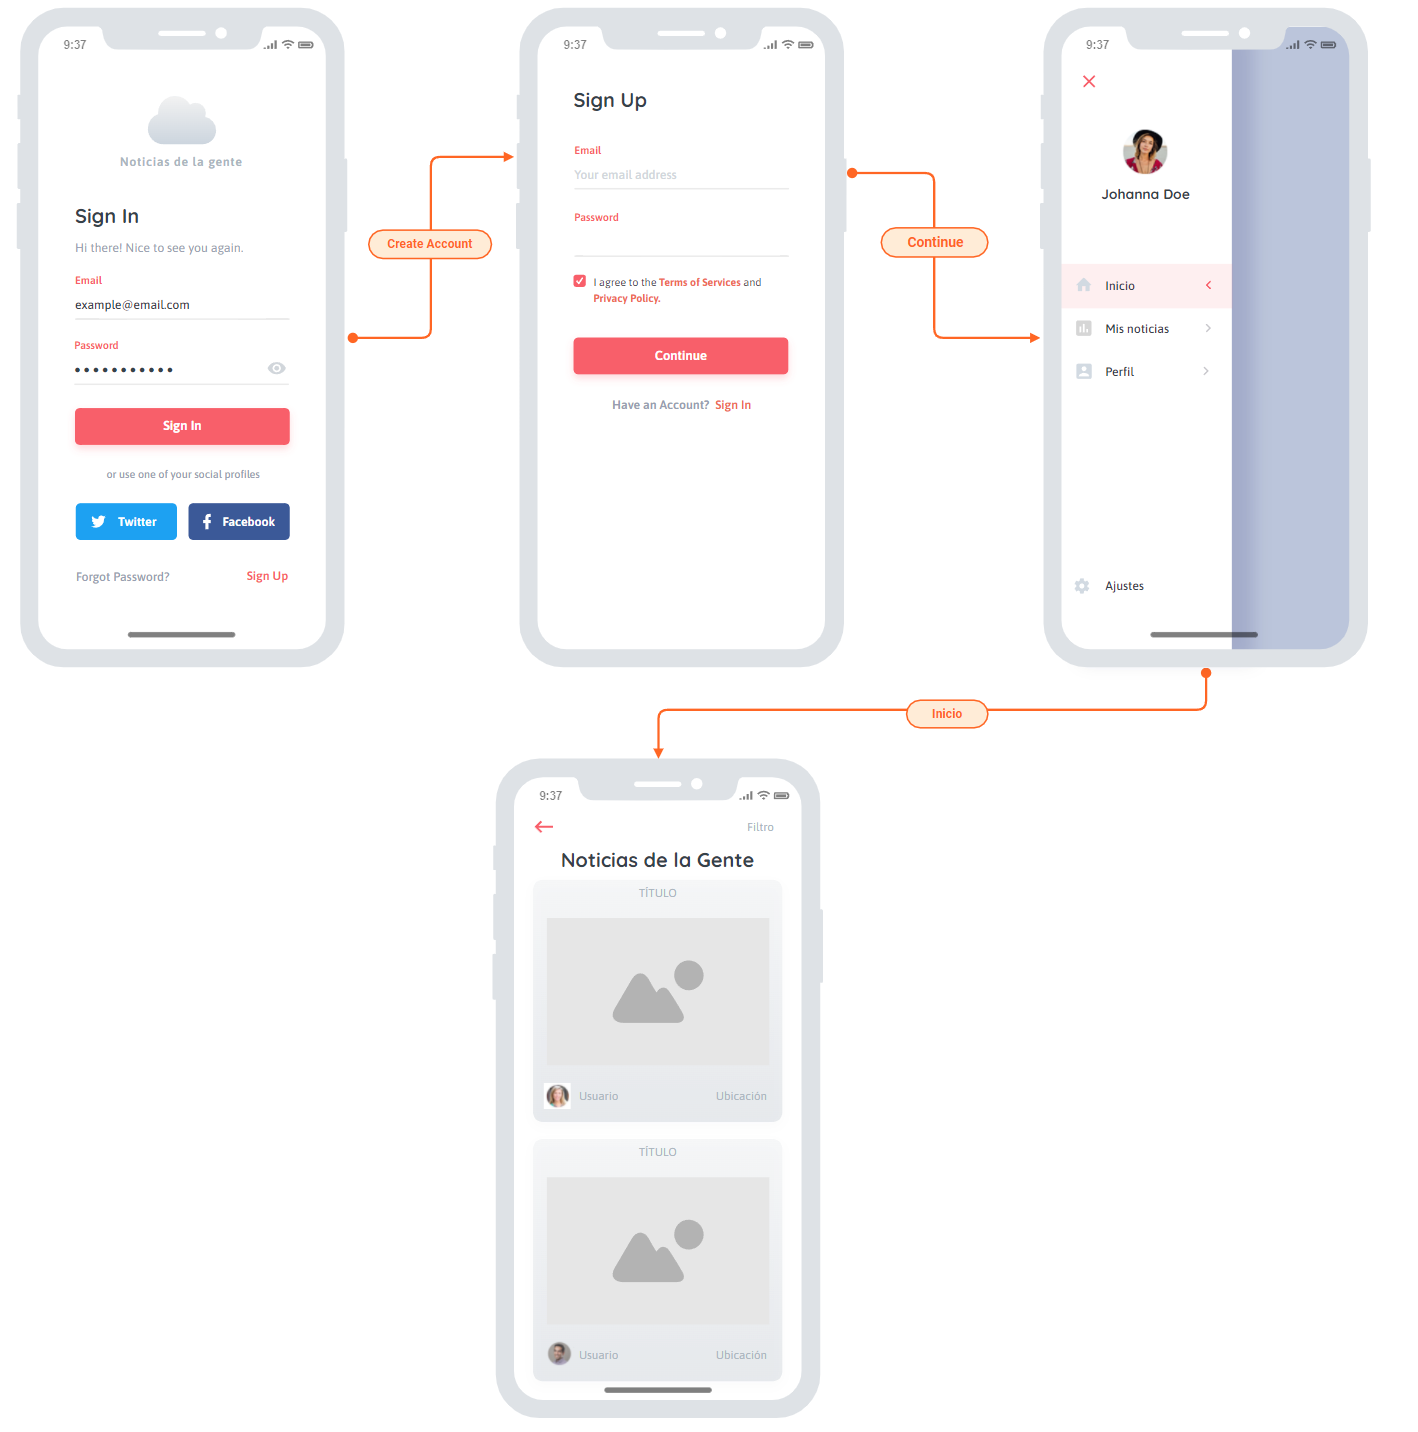 9:37
Noticias de la gente
Sign In
Hi there! Nice to see you again.
Email
example@email.com
Password
Sign In
or use one of your social profiles
Twitter
Facebook
Forgot Password?
Sign Up
Create Account
9:37
Sign Up
Email
Your email address
Password
I agree to the Terms of Services and
Privacy Policy.
Continue
Have an Account? Sign In
Continue
9:37
Johanna Doe
Inicio
Mis noticias
Perfil
Ajustes
Inicio
9:37
Filtro
Noticias de la Gente
TÍTULO
Usuario
Ubicación
TÍTULO
Usuario
Ubicación